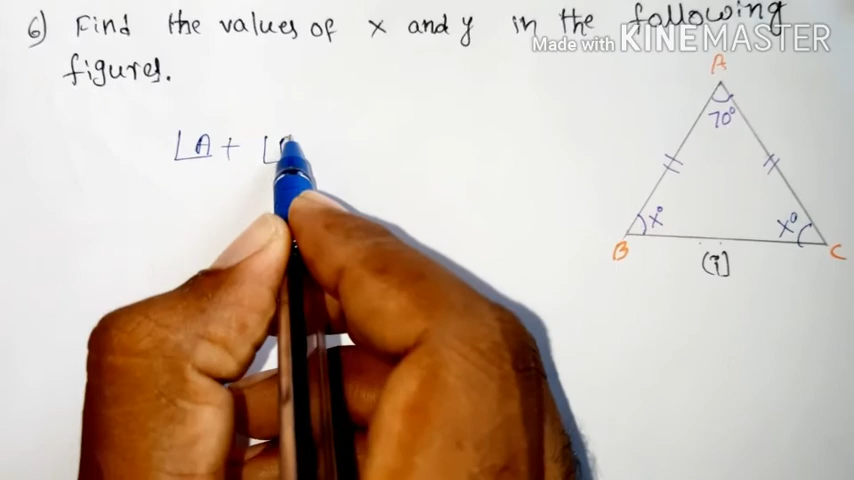 6) Find the values of x and y in the following
Made with KINEMASTER
figures.
A
70°
∠A + ∠
x°
x°
B
C
(i)